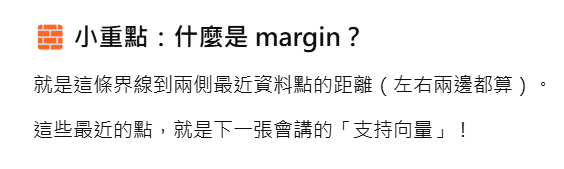 小重點：什麼是 margin？
就是這條界線到兩側最近資料點的距離（左右兩邊都算）。
這些最近的點，就是下一張會講的「支持向量」！